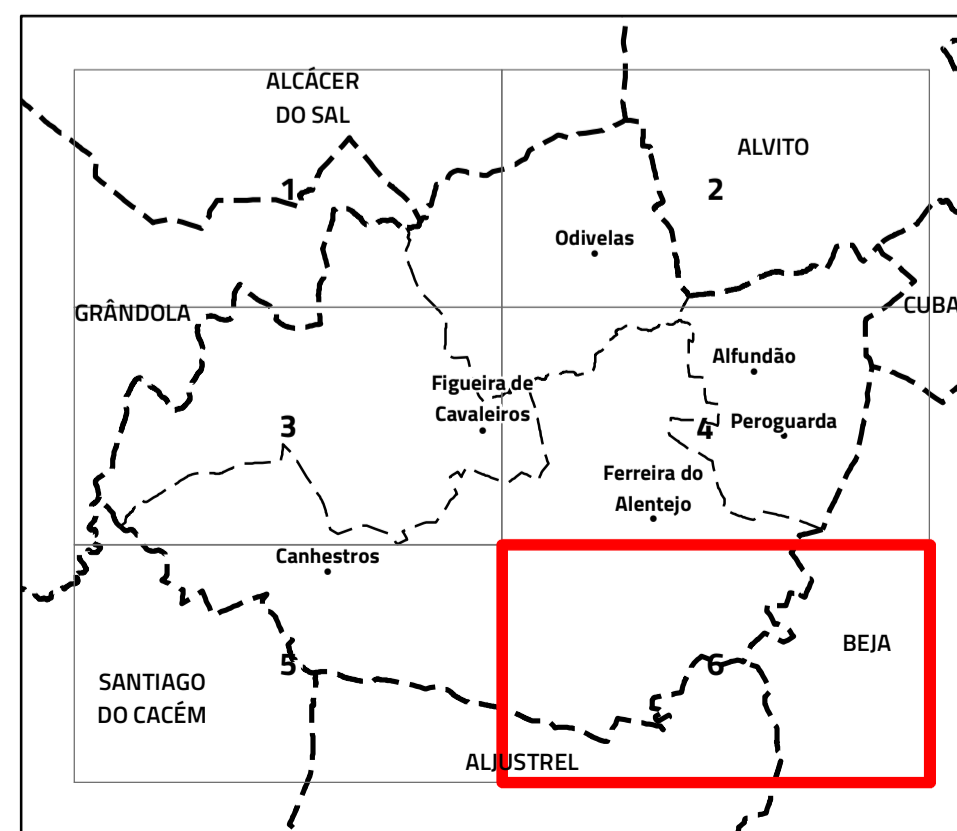 ALCÁCER
DO SAL
ALVITO
1
2
Odivelas
GRÂNDOLA
CUBA
Alfundão
Figueira de
Cavaleiros
3
4
Peroguarda
Ferreira do
Alentejo
Canhestros
BEJA
5
6
SANTIAGO
DO CACÉM
ALJUSTREL